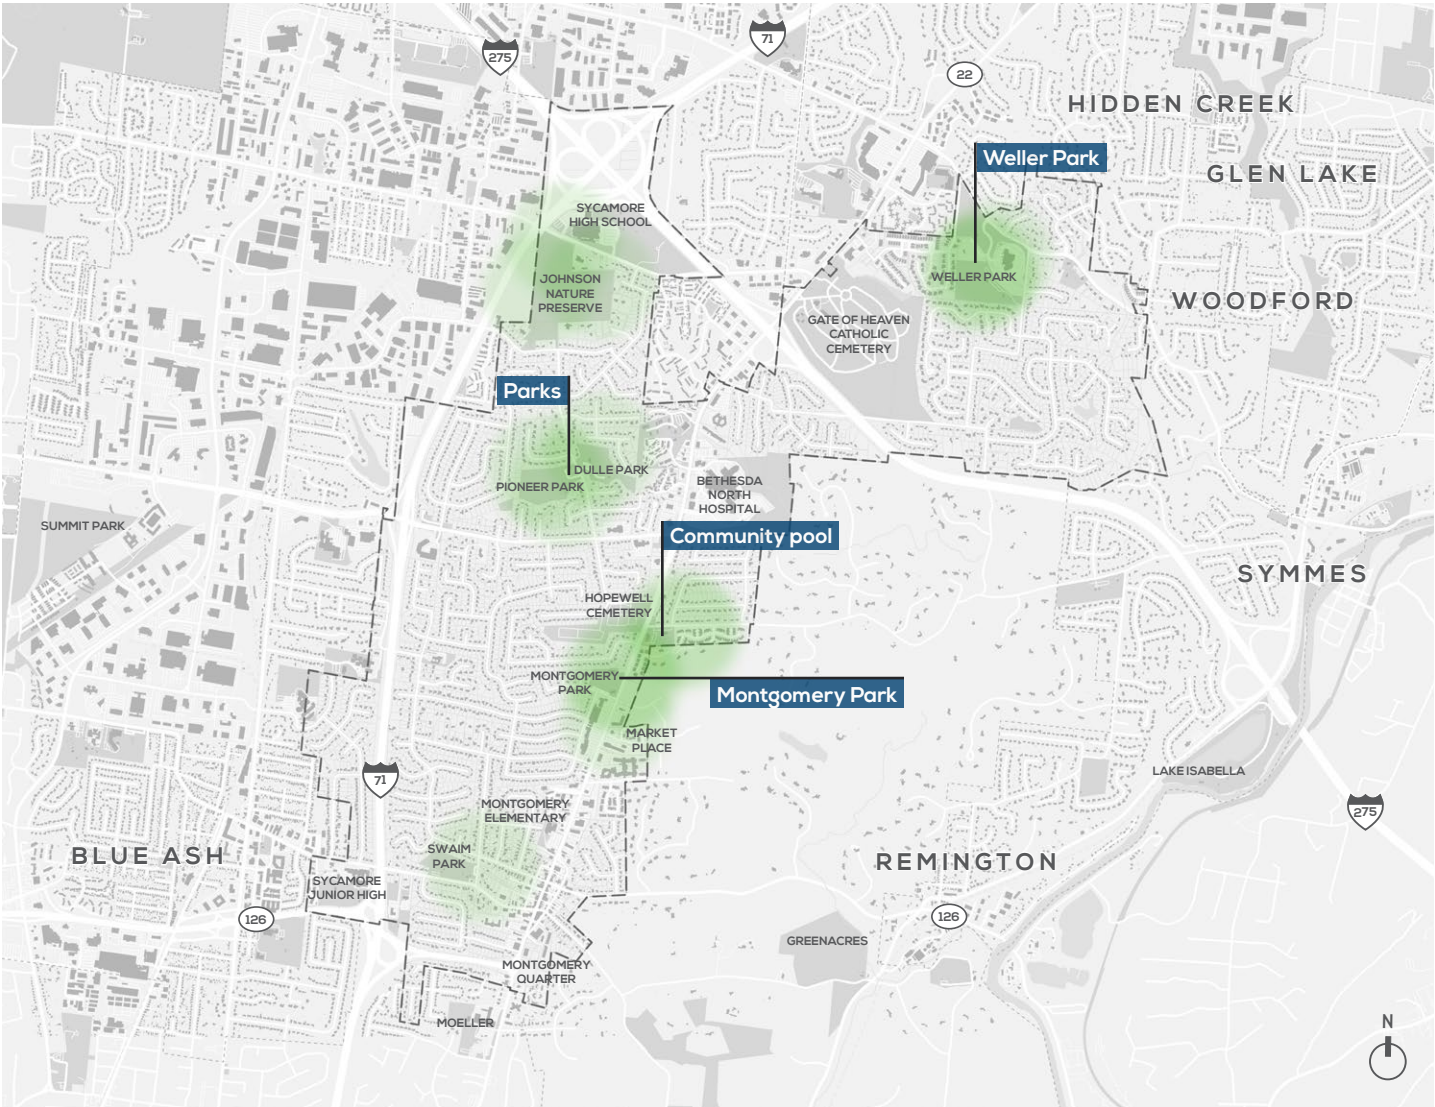 71
275
22
HIDDEN CREEK
Weller Park
GLEN LAKE
SYCAMORE
HIGH SCHOOL
JOHNSON
NATURE
PRESERVE
WELLER PARK
WOODFORD
GATE OF HEAVEN
CATHOLIC
CEMETERY
Parks
DULLE PARK
PIONEER PARK
BETHESDA
NORTH
HOSPITAL
SUMMIT PARK
Community pool
SYMMES
HOPEWELL
CEMETERY
MONTGOMERY
PARK
Montgomery Park
MARKET
PLACE
LAKE ISABELLA
71
MONTGOMERY
ELEMENTARY
275
BLUE ASH
SWAIM
PARK
REMINGTON
SYCAMORE
JUNIOR HIGH
126
126
GREENACRES
MONTGOMERY
QUARTER
MOELLER
N